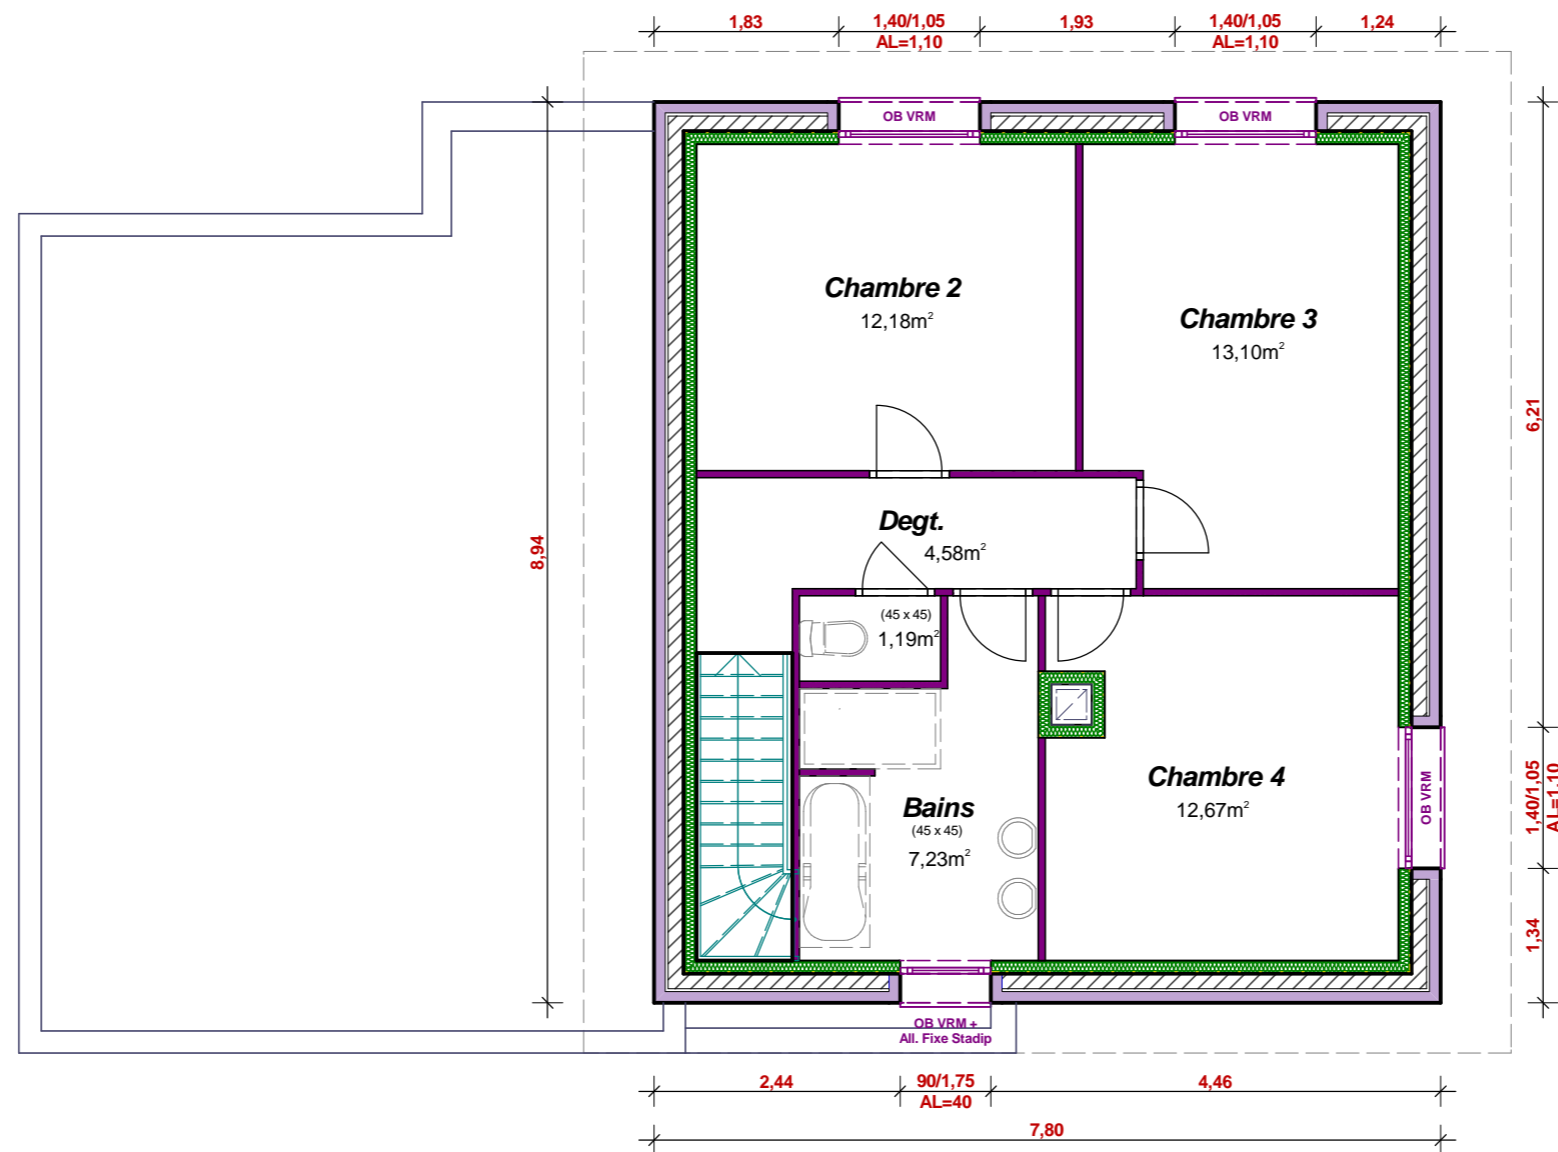 1,83
1,40/1,05
AL=1,10
1,93
1,40/1,05
AL=1,10
1,24
OB VRM
OB VRM
Chambre 2
12,18m²
Chambre 3
13,10m²
6,21
8,94
Degt.
4,58m²
(45 x 45)
1,19m²
Chambre 4
12,67m²
OB VRM
1,40/1,05
AL=1,10
Bains
(45 x 45)
7,23m²
1,34
OB VRM +
All. Fixe Stadip
2,44
90/1,75
AL=40
4,46
7,80